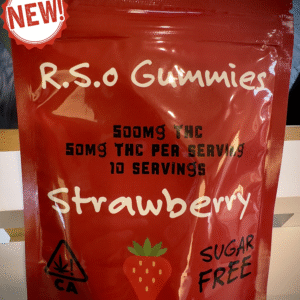 NEW!
R.S.O Gummies
500MG THC
50MG THC PER SERVING
10 SERVINGS
Strawberry
SUGAR
FREE
CA